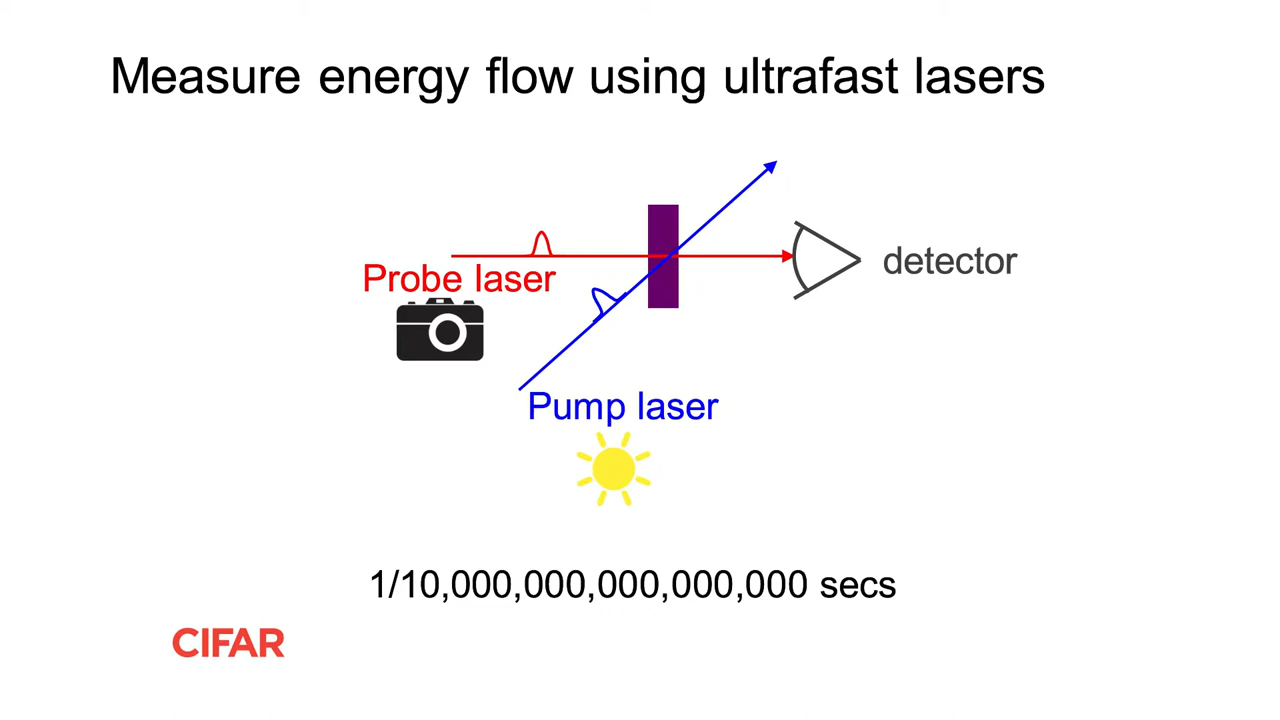 Measure energy flow using ultrafast lasers
Probe laser
detector
Pump laser
1/10,000,000,000,000,000 secs
CIFAR